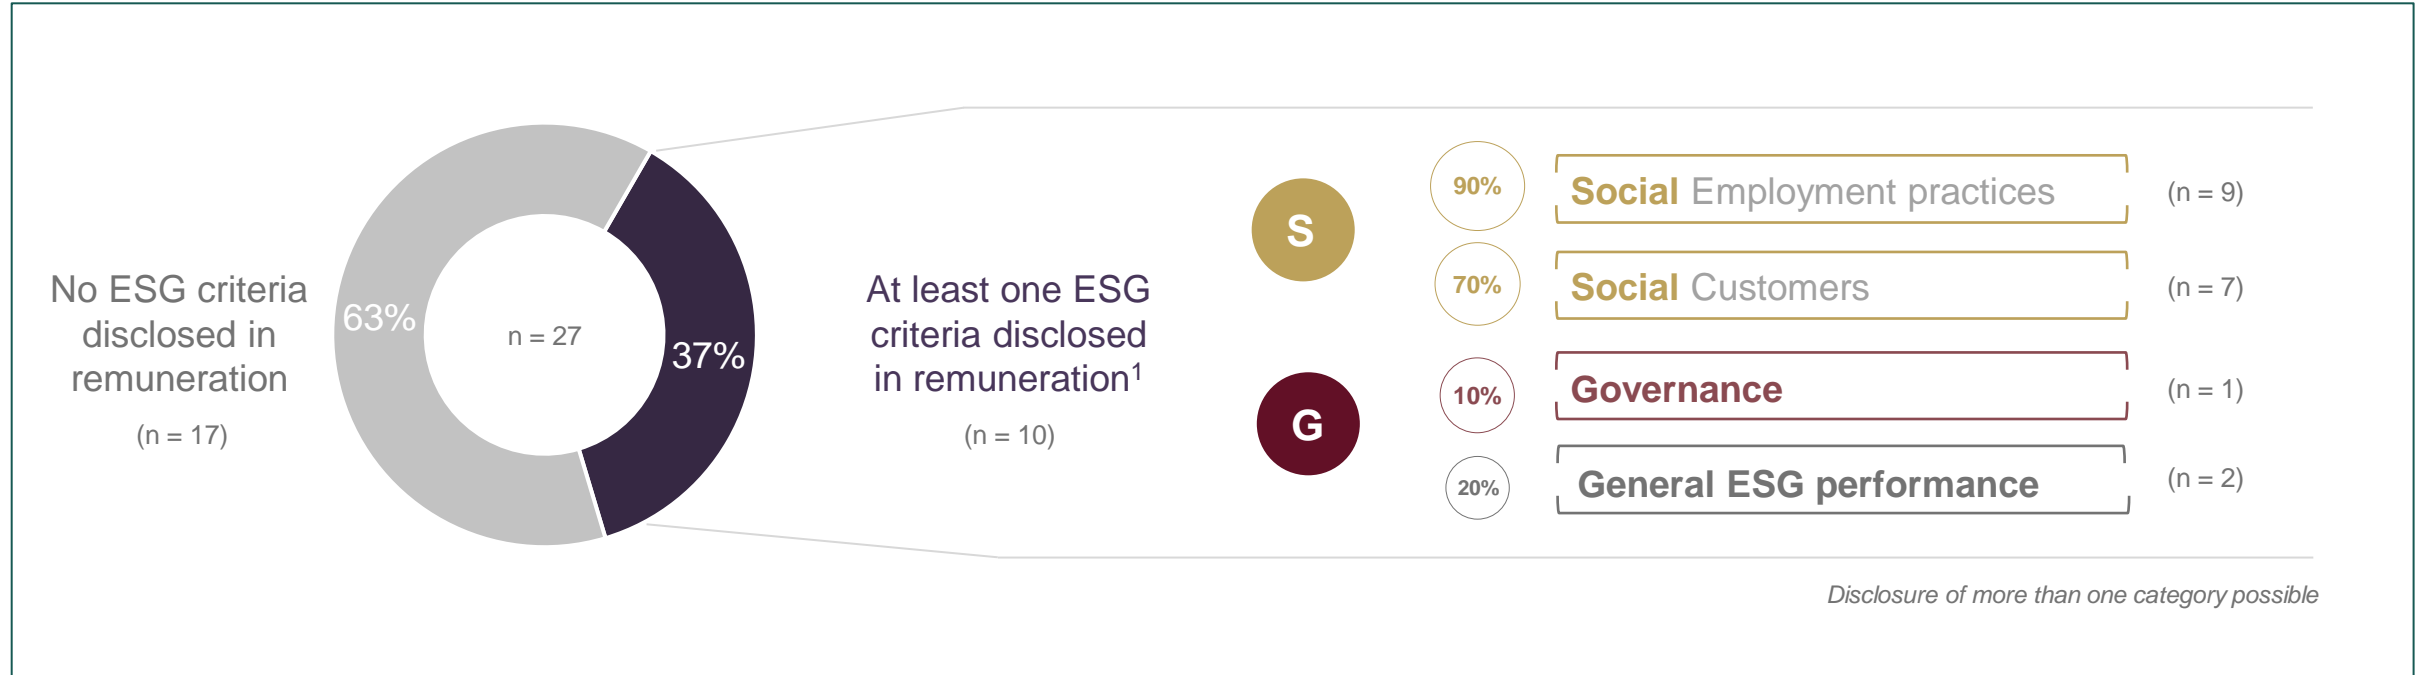 No ESG criteria
disclosed in
remuneration
(n = 17)
63%
n = 27
37%
At least one ESG
criteria disclosed
in remuneration1
(n = 10)
S
90%
Social Employment practices
(n = 9)
70%
Social Customers
(n = 7)
G
10%
Governance
(n = 1)
20%
General ESG performance
(n = 2)
Disclosure of more than one category possible